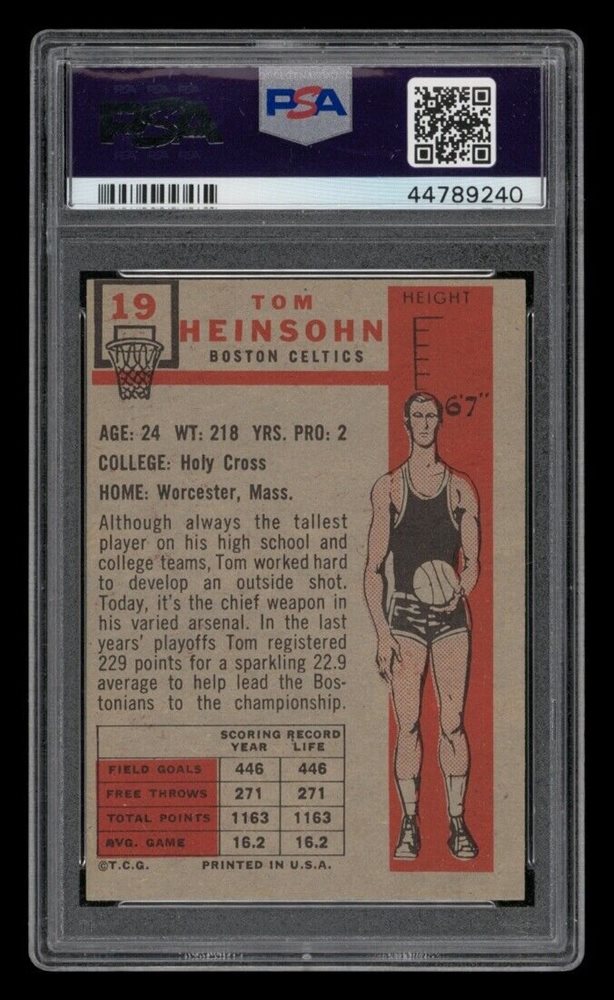 PSA
PSA
44789240
19
TOM
HEINSOHN
BOSTON CELTICS
HEIGHT
6'7"
AGE: 24 WT: 218 YRS. PRO: 2
COLLEGE: Holy Cross
HOME: Worcester, Mass.
Although always the tallest
player on his high school and
college teams, Tom worked hard
to develop an outside shot.
Today, it's the chief weapon in
his varied arsenal. In the last
years' playoffs Tom registered
229 points for a sparkling 22.9
average to help lead the Bos-
tonians to the championship.
SCORING RECORD
YEAR LIFE
FIELD GOALS 446 446
FREE THROWS 271 271
TOTAL POINTS 1163 1163
AVG. GAME 16.2 16.2
©T.C.G. PRINTED IN U.S.A.